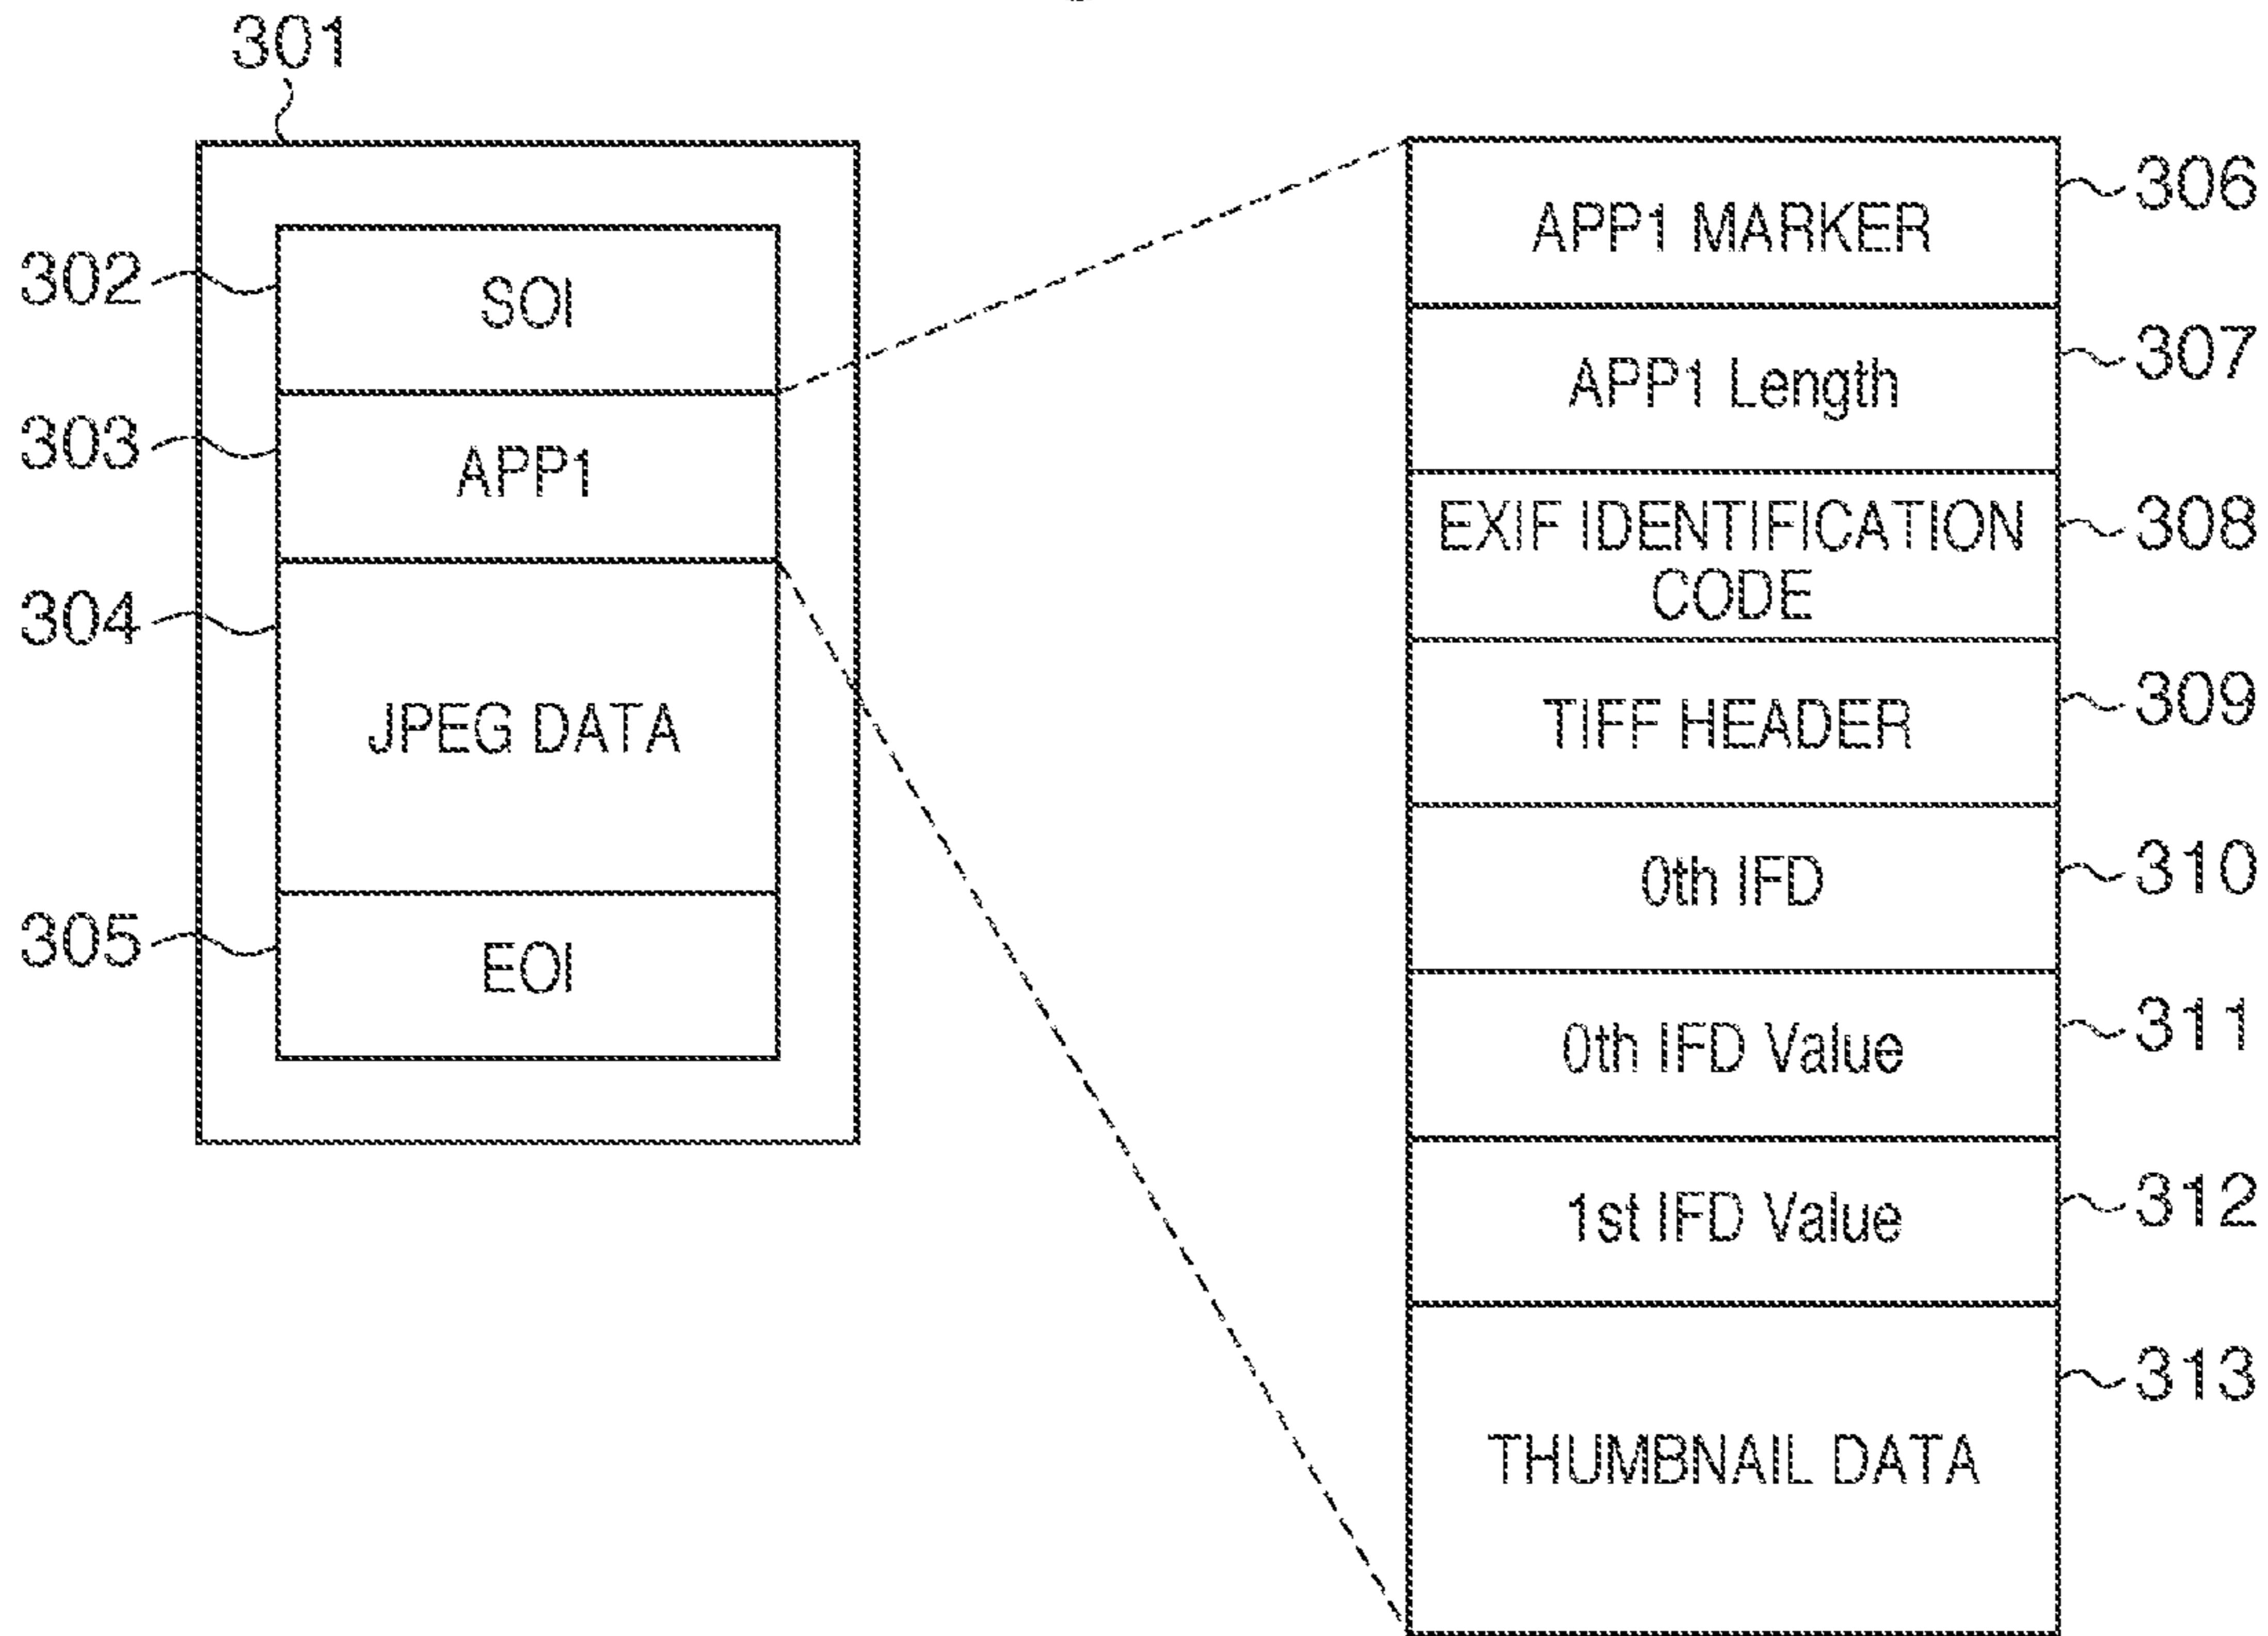 301
302
SOI
303
APP1
304
JPEG DATA
305
EOI
APP1 MARKER
306
APP1 Length
307
EXIF IDENTIFICATION
CODE
308
TIFF HEADER
309
0th IFD
310
0th IFD Value
311
1st IFD Value
312
THUMBNAIL DATA
313